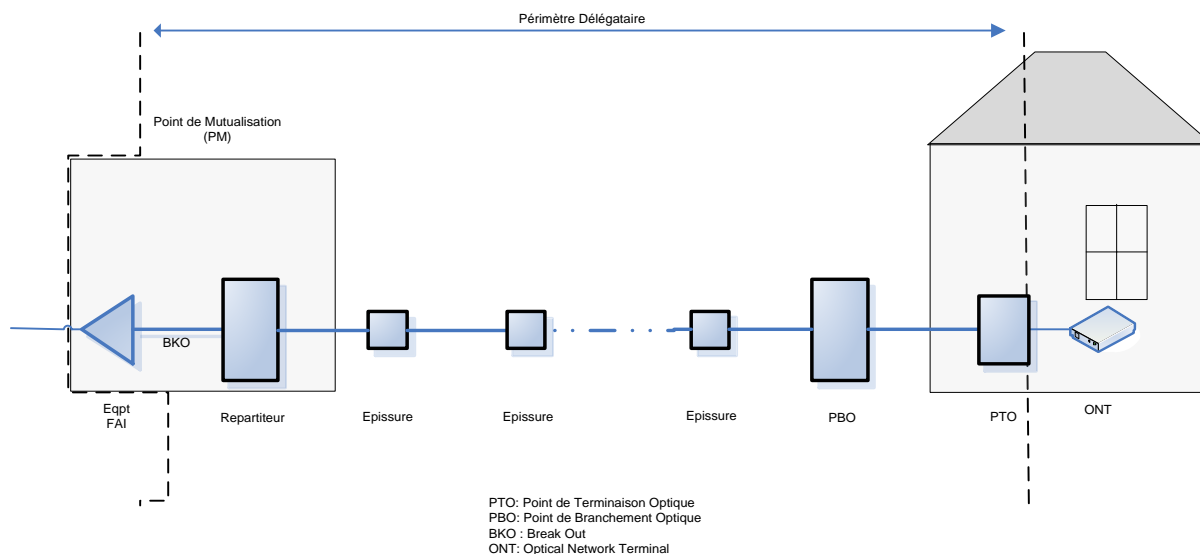 Périmètre Délégataire
Point de Mutualisation
(PM)
BKO
Eqpt
FAI
Repartiteur
Epissure
Epissure
Epissure
PBO
PTO
ONT
PTO: Point de Terminaison Optique
PBO: Point de Branchement Optique
BKO : Break Out
ONT: Optical Network Terminal